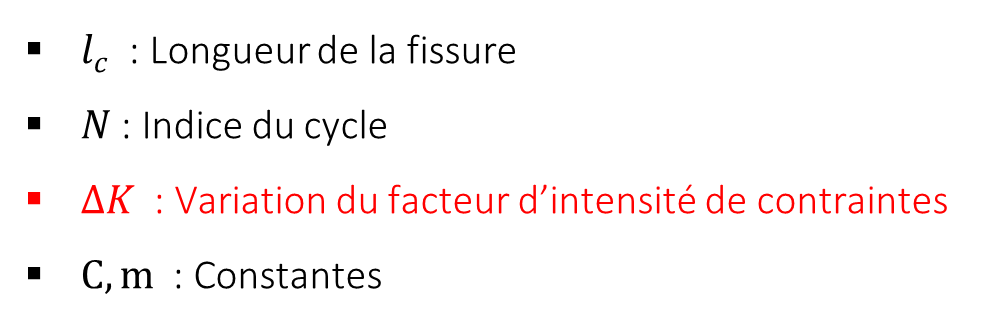 ▪ l_c : Longueur de la fissure
▪ N : Indice du cycle
▪ ΔK : Variation du facteur d’intensité de contraintes
▪ C, m : Constantes